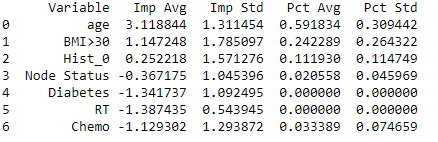 Variable Imp Avg Imp Std Pct Avg Pct Std
0 age 3.118844 1.311454 0.591834 0.309442
1 BMI>30 1.147248 1.785097 0.242289 0.264322
2 Hist_0 0.252218 1.571276 0.111930 0.114749
3 Node Status -0.367175 1.045396 0.020558 0.045969
4 Diabetes -1.341737 1.092495 0.000000 0.000000
5 RT -1.387435 0.543945 0.000000 0.000000
6 Chemo -1.129302 1.293872 0.033389 0.074659